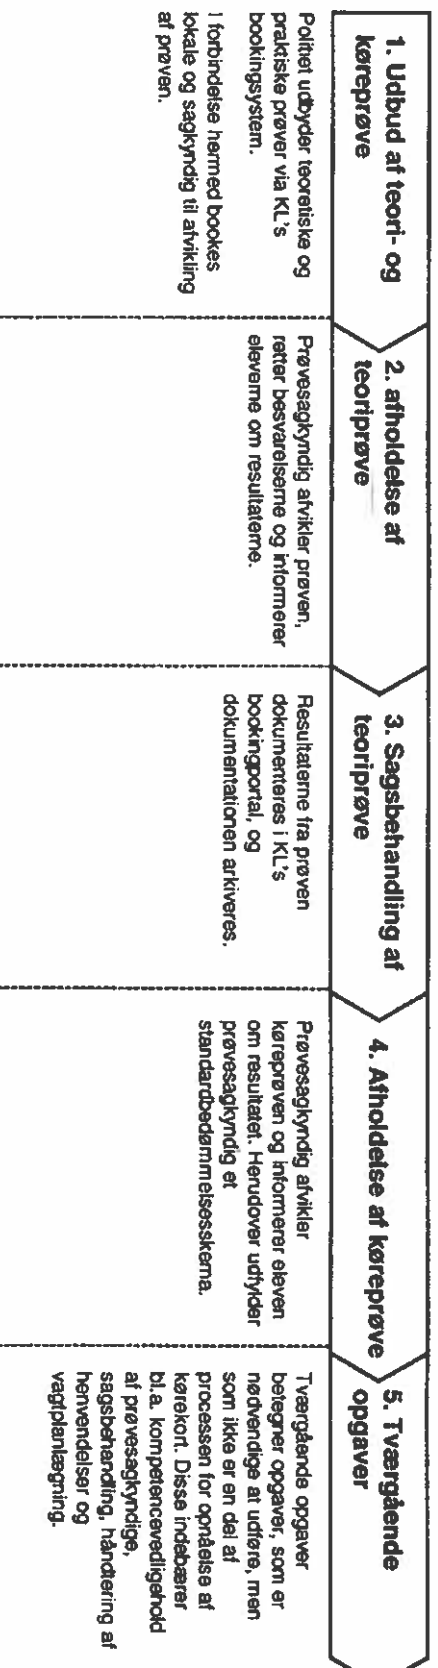 1. Udbud af teori- og
køreprøve
Politiet udbyder teoretiske og
praktiske prøver via KL's
bookingsystem.
I forbindelse hermed bookes
lokale og sagkyndig til afvikling
af prøven.
2. afholdelse af
teoriprøve
Prøvesagkyndig afvikler prøven,
retter besvarelserne og informerer
eleverne om resultaterne.
3. Sagsbehandling af
teoriprøve
Resultaterne fra prøven
dokumenteres i KL's
bookingportal, og
dokumentationen arkiveres.
4. Afholdelse af køreprøve
Prøvesagkyndig afvikler
køreprøven og informerer eleven
om resultatet. Herudover udfylder
prøvesagkyndig et
standardbedømmelsesskema.
5. Tværgående
opgaver
Tværgående opgaver
betegner opgaver, som er
nødvendige at udføre, men
som ikke er en del af
processen for opnåelse af
kørekort. Disse indebærer
bl.a. kompetencevedligehold
af prøvesagkyndige,
sagsbehandling, håndtering af
henvendelser og
vagtplanlægning.